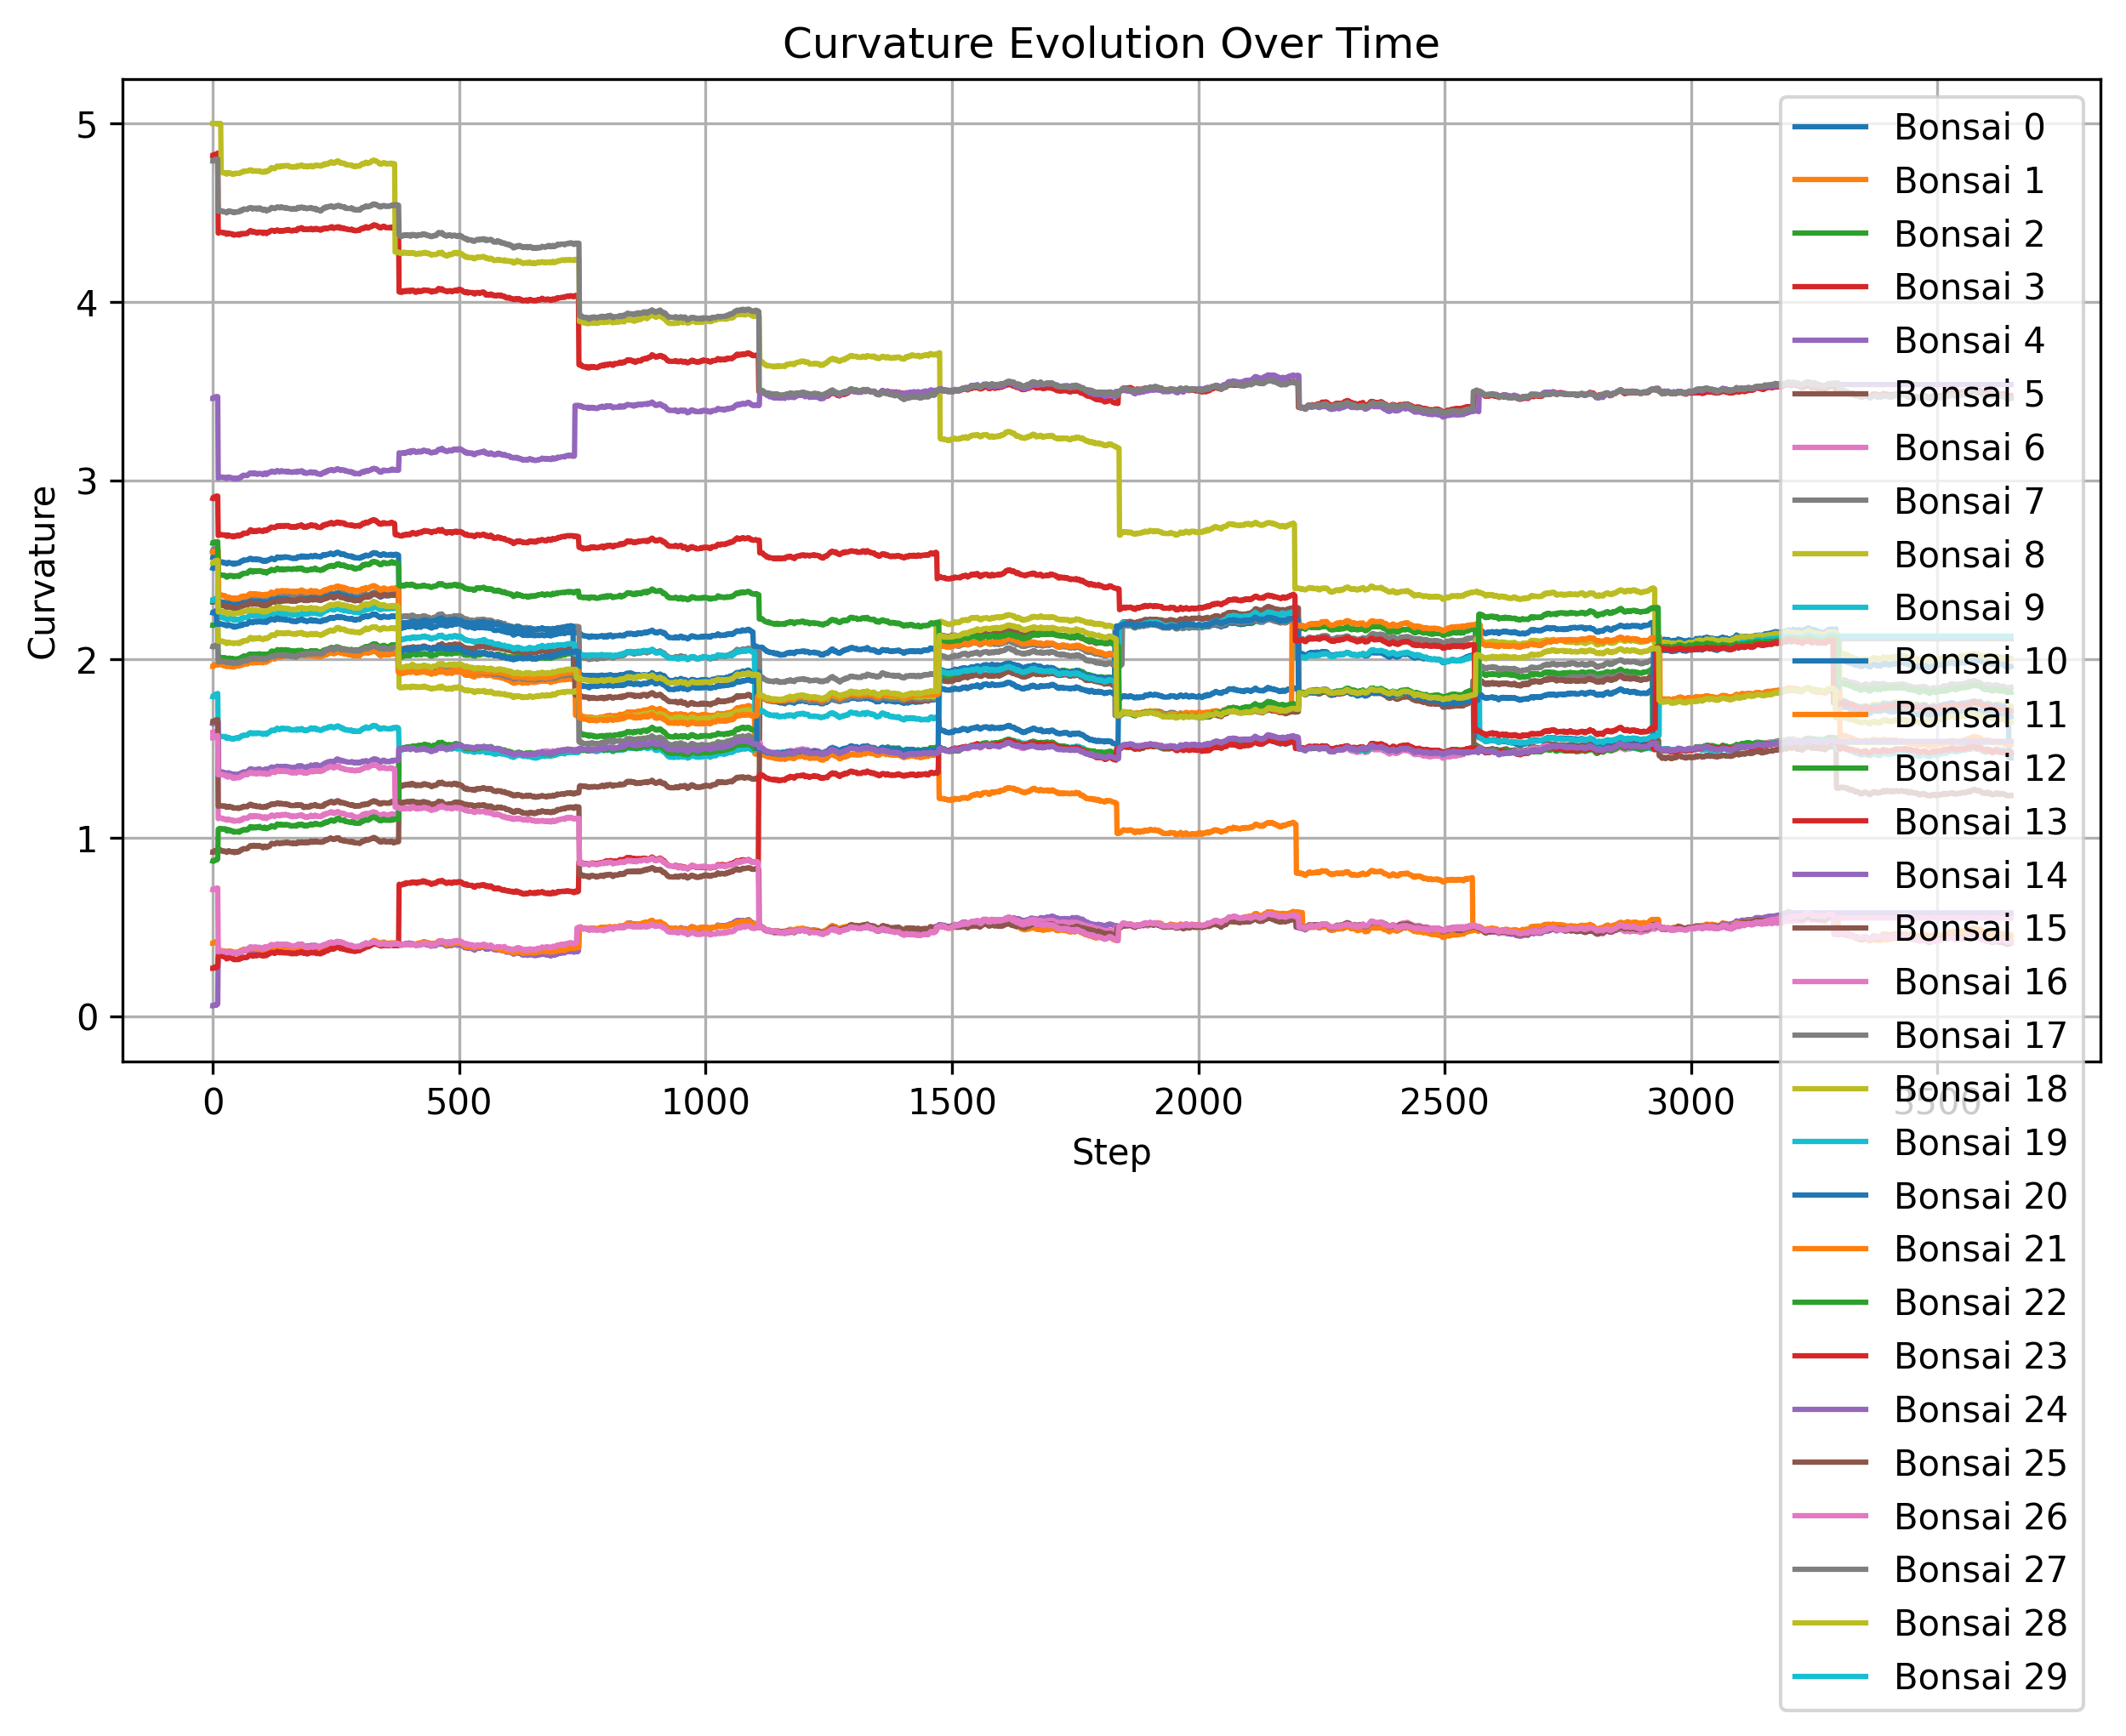 Curvature Evolution Over Time
Curvature
5
4
3
2
1
0
0 500 1000 1500 2000 2500 3000 3500
Step
Bonsai 0
Bonsai 1
Bonsai 2
Bonsai 3
Bonsai 4
Bonsai 5
Bonsai 6
Bonsai 7
Bonsai 8
Bonsai 9
Bonsai 10
Bonsai 11
Bonsai 12
Bonsai 13
Bonsai 14
Bonsai 15
Bonsai 16
Bonsai 17
Bonsai 18
Bonsai 19
Bonsai 20
Bonsai 21
Bonsai 22
Bonsai 23
Bonsai 24
Bonsai 25
Bonsai 26
Bonsai 27
Bonsai 28
Bonsai 29